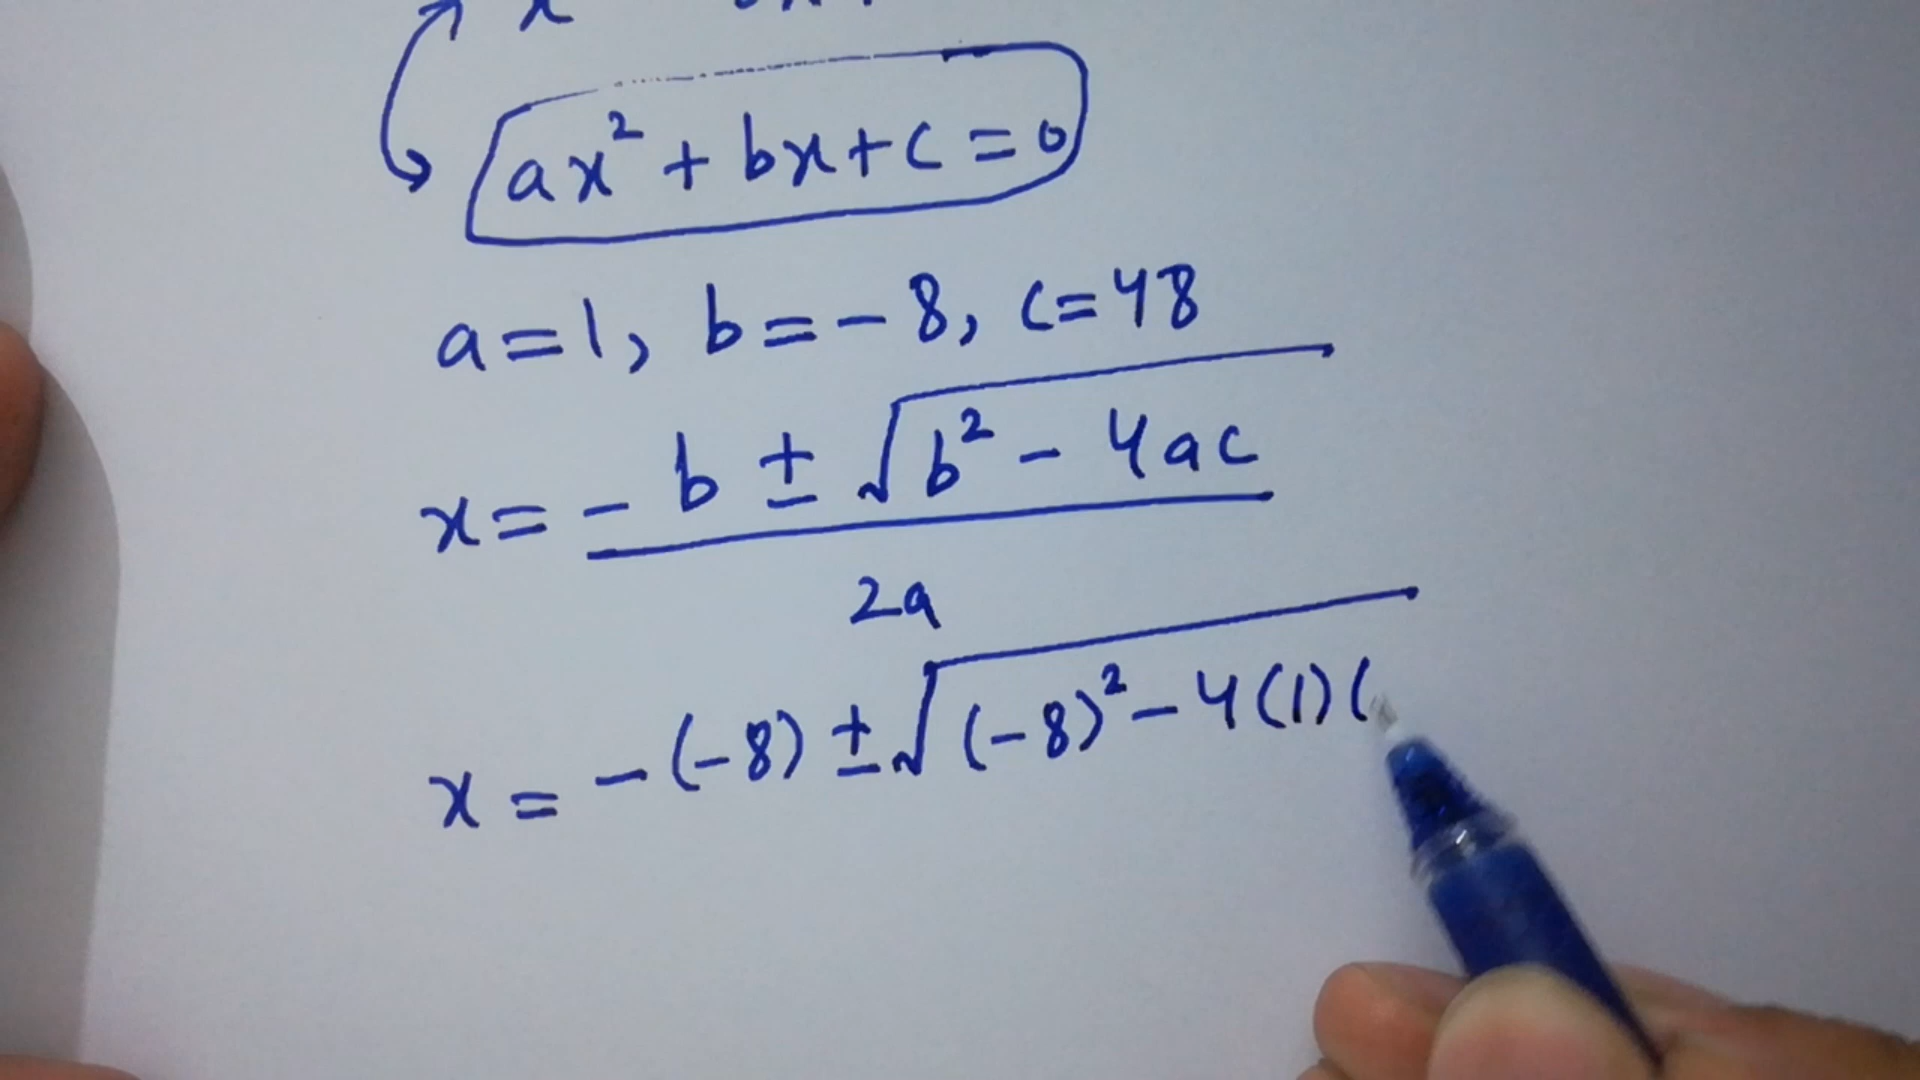 ax² + bx + c = 0
a = 1, b = - 8, c = 48
x = - b ± √b² - 4ac
2a
x = - (-8) ± √(-8)² - 4 (1) (